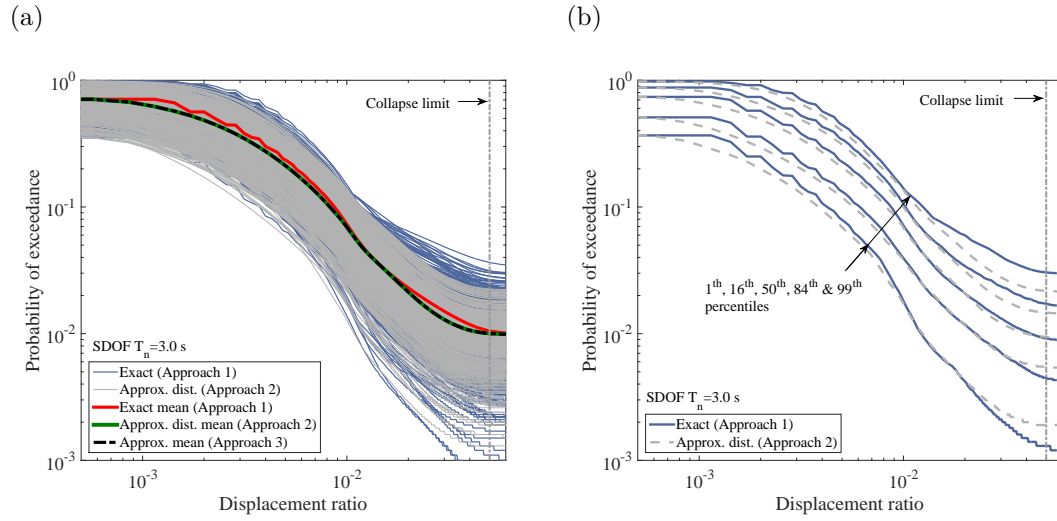 (a)
10^0
10^-1
10^-2
10^-3
Probability of exceedance
Collapse limit
SDOF T_n=3.0 s
Exact (Approach 1)
Approx. dist. (Approach 2)
Exact mean (Approach 1)
Approx. dist. mean (Approach 2)
Approx. mean (Approach 3)
10^-3
10^-2
Displacement ratio
(b)
10^0
10^-1
10^-2
10^-3
Probability of exceedance
Collapse limit
1^th, 16^th, 50^th, 84^th & 99^th
percentiles
SDOF T_n=3.0 s
Exact (Approach 1)
Approx. dist. (Approach 2)
10^-3
10^-2
Displacement ratio